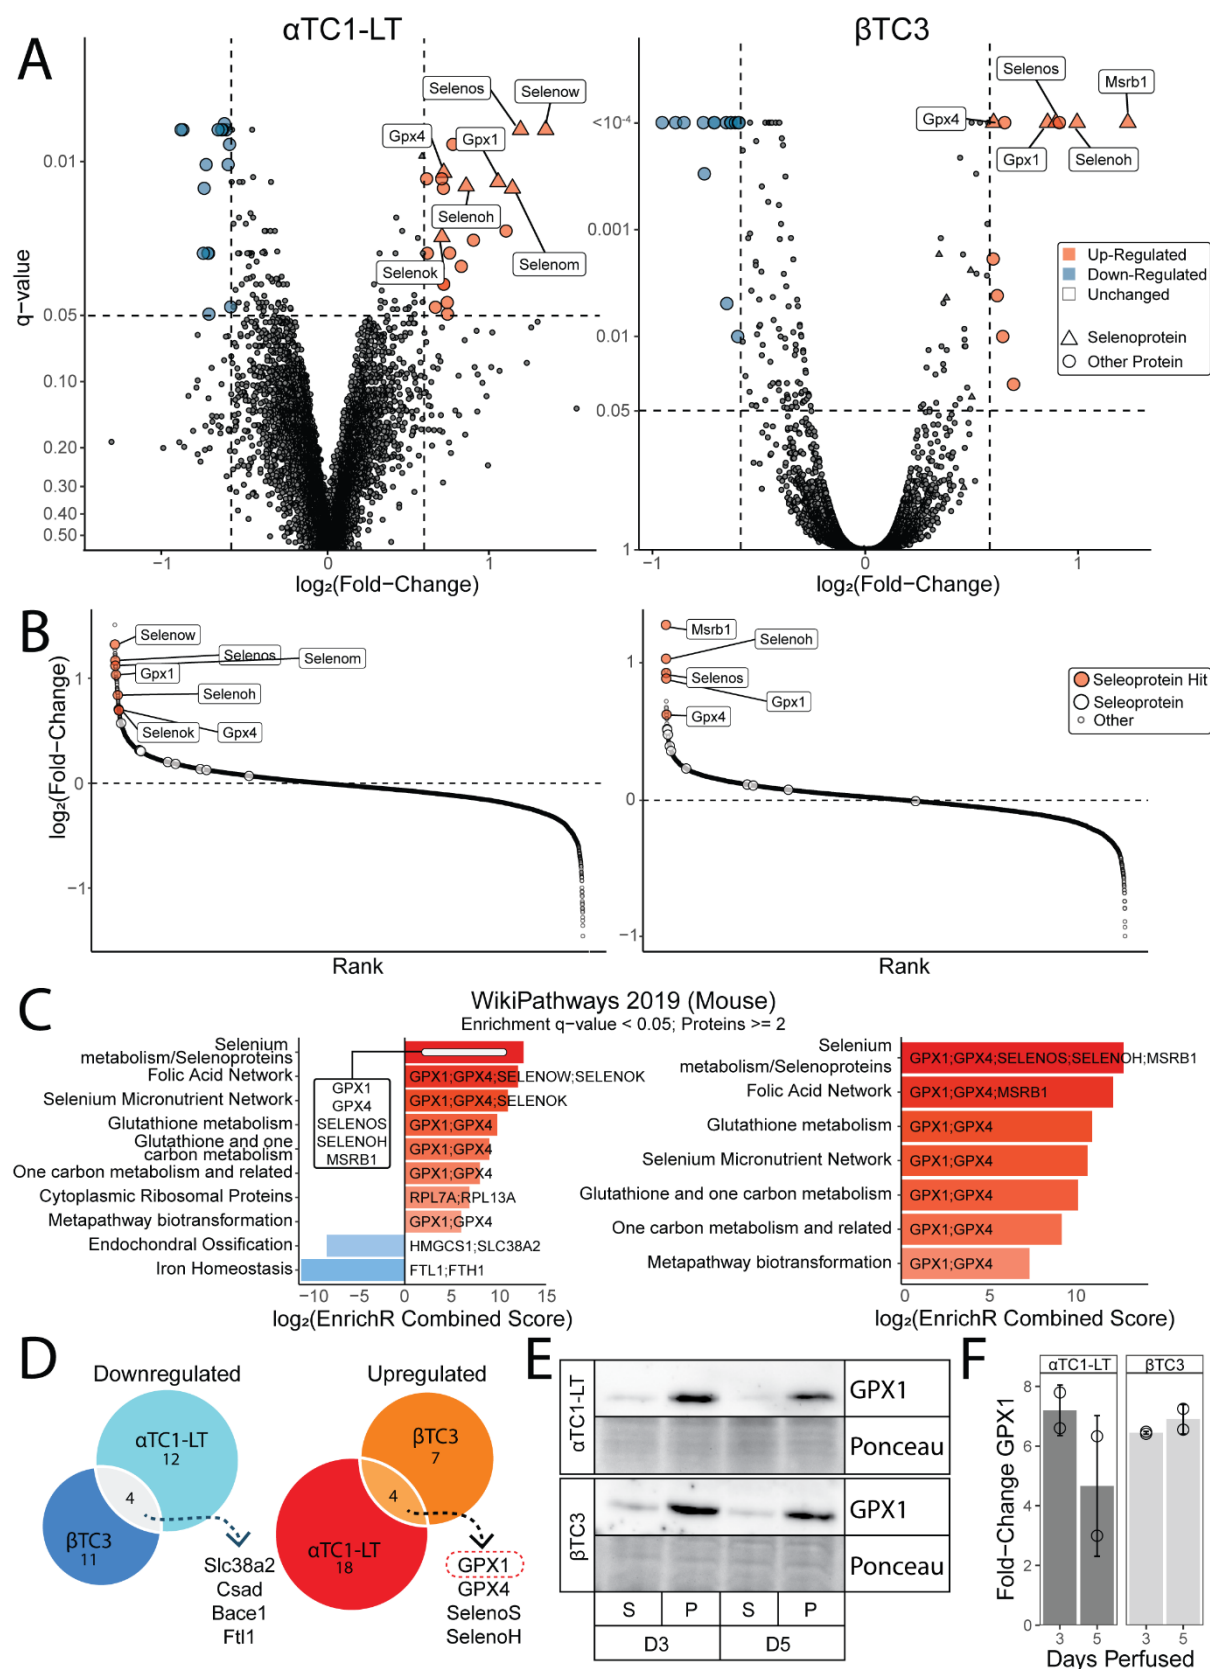 A
αTC1-LT
βTC3
q-value
0.01
0.05
0.10
0.20
0.30
0.40
0.50
-1
0
1
log₂(Fold−Change)
Selenos
Selenow
Gpx4
Gpx1
Selenoh
Selenok
Selenom
<10⁻⁴
0.001
0.01
0.05
1
-1
0
1
log₂(Fold−Change)
Selenos
Msrb1
Gpx4
Gpx1
Selenoh
Up-Regulated
Down-Regulated
Unchanged
Selenoprotein
Other Protein
B
log₂(Fold−Change)
1
0
−1
Selenow
Selenos
Selenom
Gpx1
Selenoh
Selenok
Gpx4
Rank
1
0
−1
Msrb1
Selenoh
Selenos
Gpx1
Gpx4
Rank
Seleoprotein Hit
Seleoprotein
Other
C
WikiPathways 2019 (Mouse)
Enrichment q-value < 0.05; Proteins >= 2
Selenium
metabolism/Selenoproteins
Folic Acid Network
Selenium Micronutrient Network
Glutathione metabolism
Glutathione and one
carbon metabolism
One carbon metabolism and related
Cytoplasmic Ribosomal Proteins
Metapathway biotransformation
Endochondral Ossification
Iron Homeostasis
GPX1
GPX4
SELENOS
SELENOH
MSRB1
GPX1;GPX4;SELENOW;SELENOK
GPX1;GPX4;SELENOK
GPX1;GPX4
GPX1;GPX4
GPX1;GPX4
RPL7A;RPL13A
GPX1;GPX4
HMGCS1;SLC38A2
FTL1;FTH1
−10
−5
0
5
10
15
log₂(EnrichR Combined Score)
Selenium
metabolism/Selenoproteins
Folic Acid Network
Glutathione metabolism
Selenium Micronutrient Network
Glutathione and one carbon metabolism
One carbon metabolism and related
Metapathway biotransformation
GPX1;GPX4;SELENOS;SELENOH;MSRB1
GPX1;GPX4;MSRB1
GPX1;GPX4
GPX1;GPX4
GPX1;GPX4
GPX1;GPX4
GPX1;GPX4
0
5
10
log₂(EnrichR Combined Score)
D
Downregulated
αTC1-LT
12
4
βTC3
11
Slc38a2
Csad
Bace1
Ftl1
Upregulated
βTC3
7
4
αTC1-LT
18
GPX1
GPX4
SelenoS
SelenoH
E
αTC1-LT
GPX1
Ponceau
βTC3
GPX1
Ponceau
S
P
S
P
D3
D5
F
αTC1-LT
βTC3
Fold-Change GPX1
8
6
4
2
0
3
5
3
5
Days Perfused